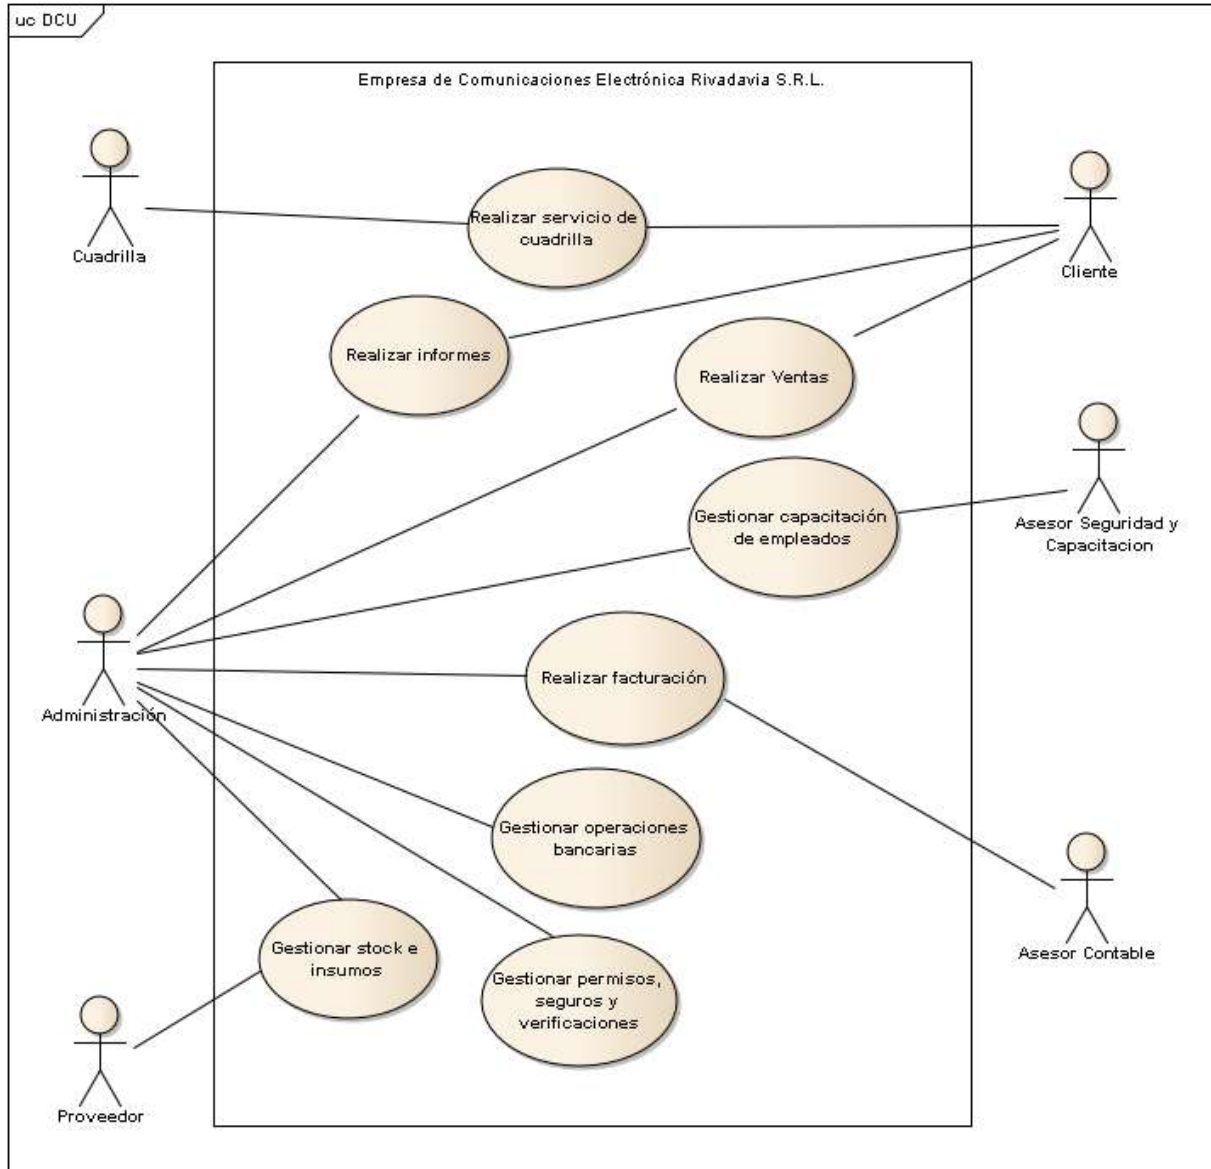 uc DCU
Empresa de Comunicaciones Electrónica Rivadavia S.R.L.
Cuadrilla
Realizar servicio de
cuadrilla
Cliente
Realizar informes
Realizar Ventas
Gestionar capacitación
de empleados
Asesor Seguridad y
Capacitacion
Administración
Realizar facturación
Gestionar operaciones
bancarias
Gestionar stock e
insumos
Gestionar permisos,
seguros y
verificaciones
Asesor Contable
Proveedor